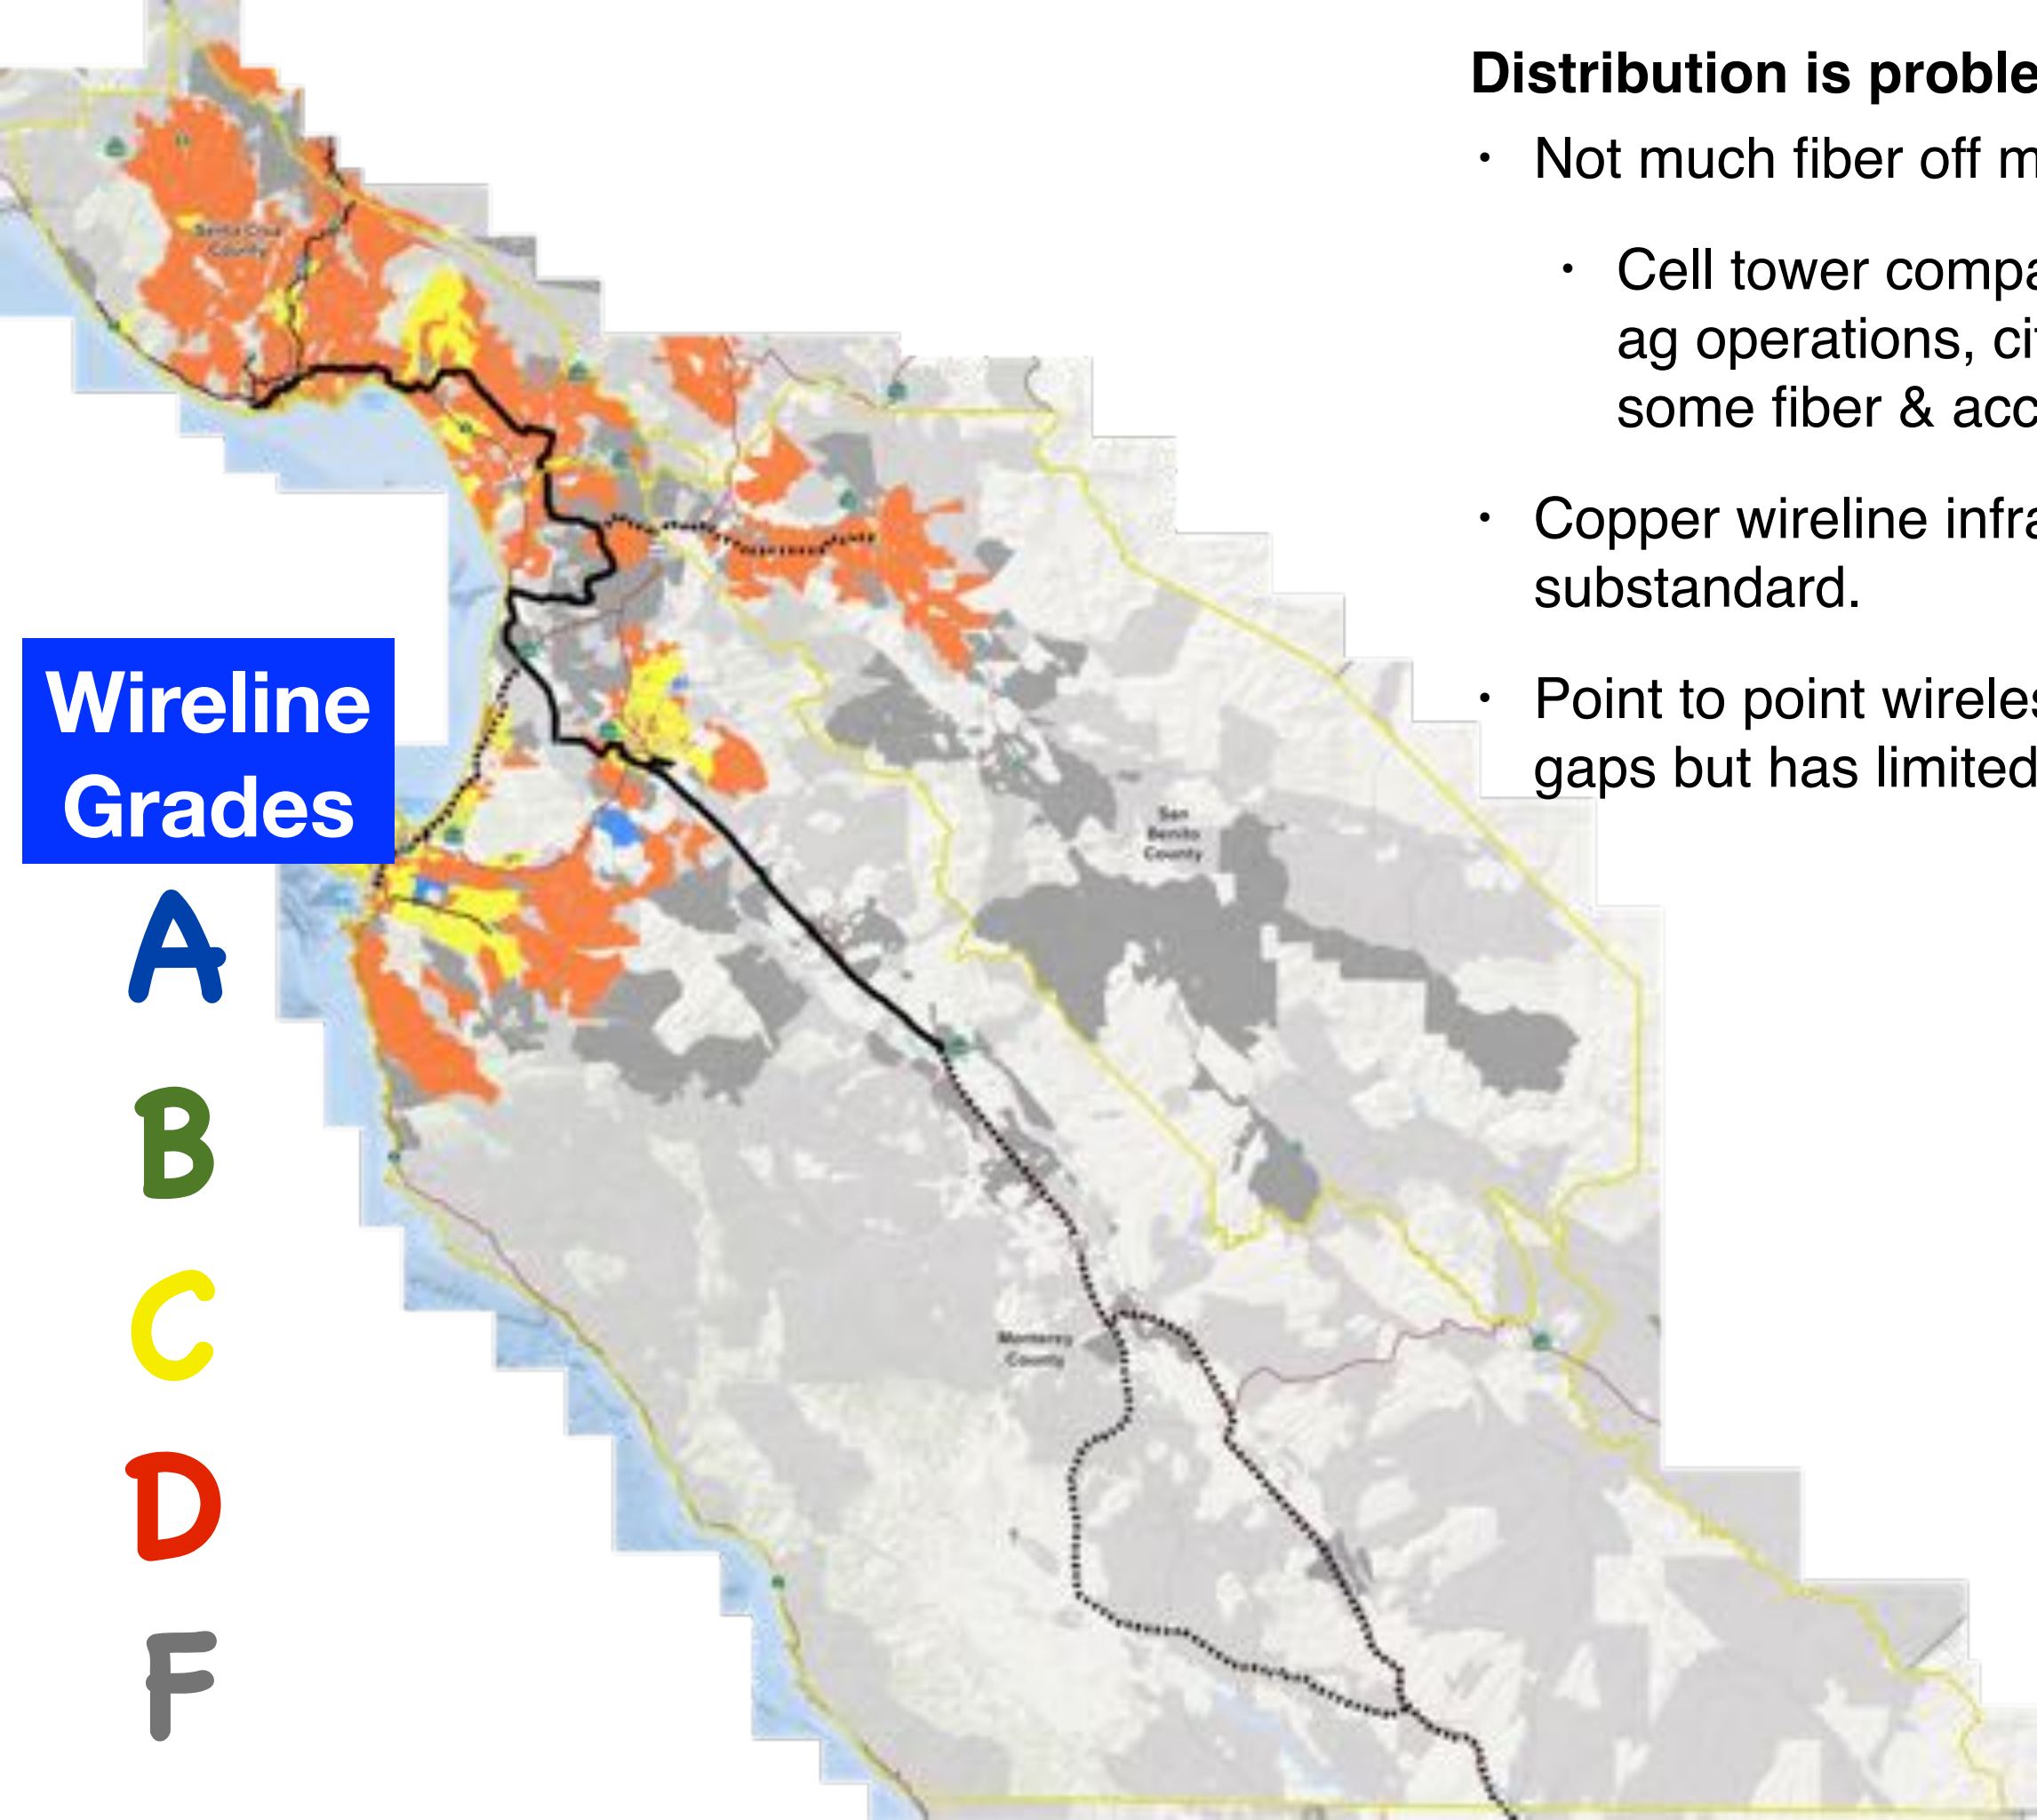 Distribution is proble
• Not much fiber off m
• Cell tower compa
ag operations, cit
some fiber & acc
• Copper wireline infra
substandard.
• Point to point wireles
gaps but has limited
Santa Cruz
County
Wireline
Grades
San
Benito
County
A
B
C
D
Monterey
County
F